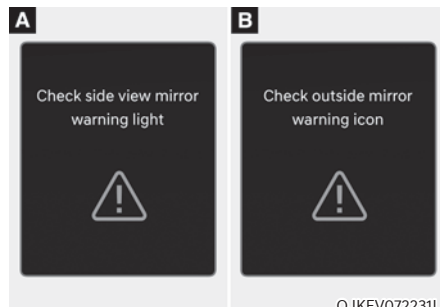 A
Check side view mirror
warning light
B
Check outside mirror
warning icon